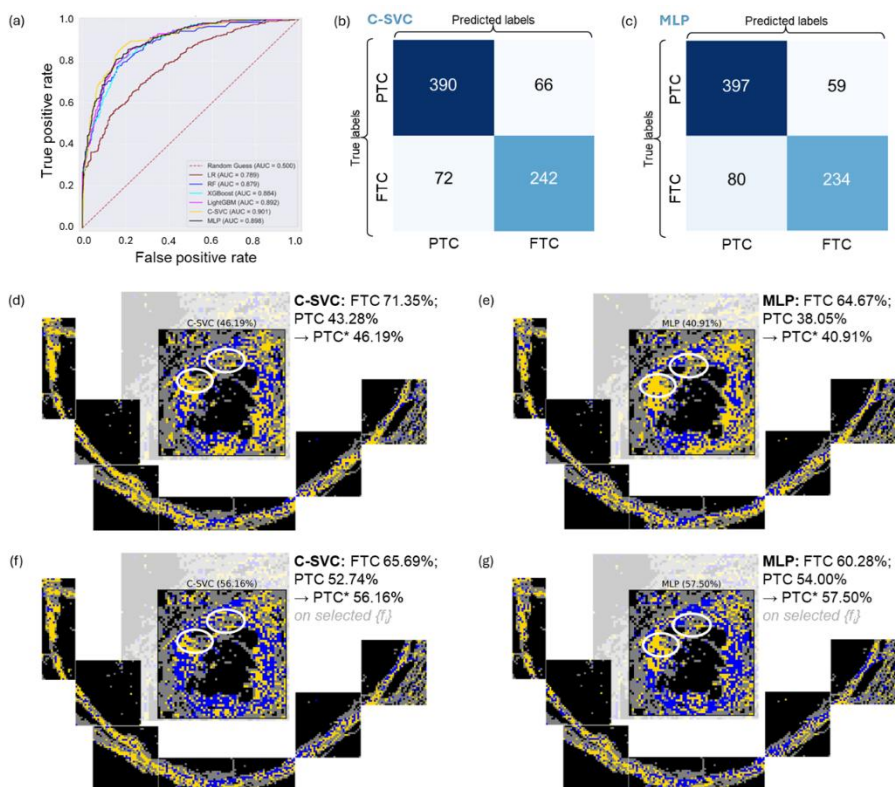 (a)
1.0
0.8
0.6
0.4
0.2
0.0
True positive rate
0.0 0.2 0.4 0.6 0.8 1.0
False positive rate
Random Guess (AUC = 0.500)
LR (AUC = 0.789)
RF (AUC = 0.879)
XGBoost (AUC = 0.884)
LightGBM (AUC = 0.892)
C-SVC (AUC = 0.901)
MLP (AUC = 0.898)
(b) C-SVC
Predicted labels
True labels
PTC
FTC
390 66
72 242
PTC FTC
(c) MLP
Predicted labels
True labels
PTC
FTC
397 59
80 234
PTC FTC
(d)
C-SVC (46.19%)
C-SVC: FTC 71.35%;
PTC 43.28%
→ PTC* 46.19%
(e)
MLP (40.91%)
MLP: FTC 64.67%;
PTC 38.05%
→ PTC* 40.91%
(f)
C-SVC (56.16%)
C-SVC: FTC 65.69%;
PTC 52.74%
→ PTC* 56.16%
on selected {fᵢ}
(g)
MLP (57.50%)
MLP: FTC 60.28%;
PTC 54.00%
→ PTC* 57.50%
on selected {fᵢ}